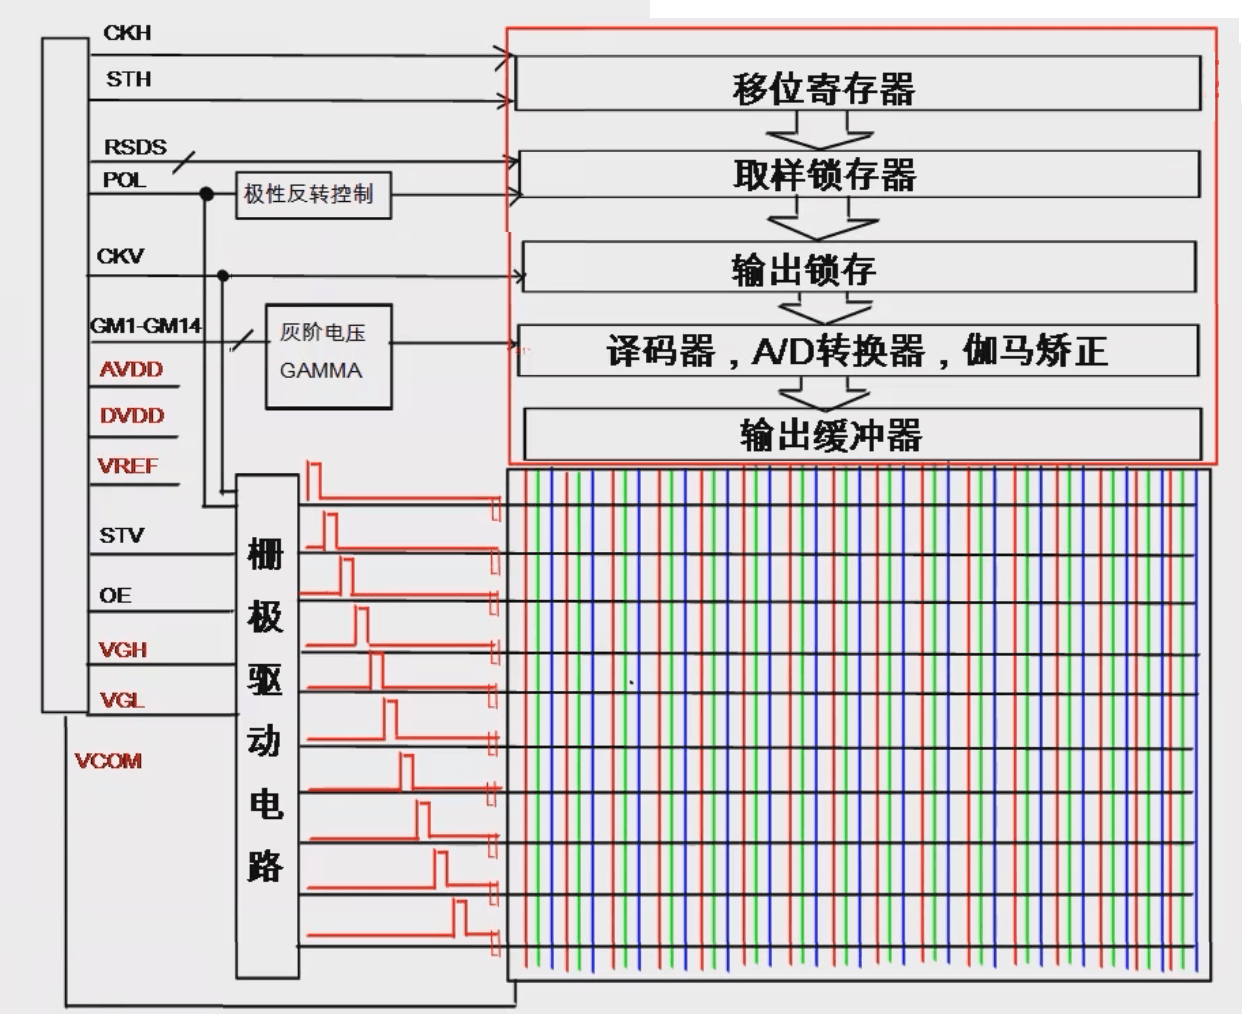 CKH
STH
移位寄存器
RSDS
取样锁存器
POL
极性反转控制
CKV
输出锁存
GM1-GM14
灰阶电压
GAMMA
译码器，A/D转换器，伽马矫正
AVDD
DVDD
输出缓冲器
VREF
STV
OE
VGH
VGL
VCOM
栅极驱动电路